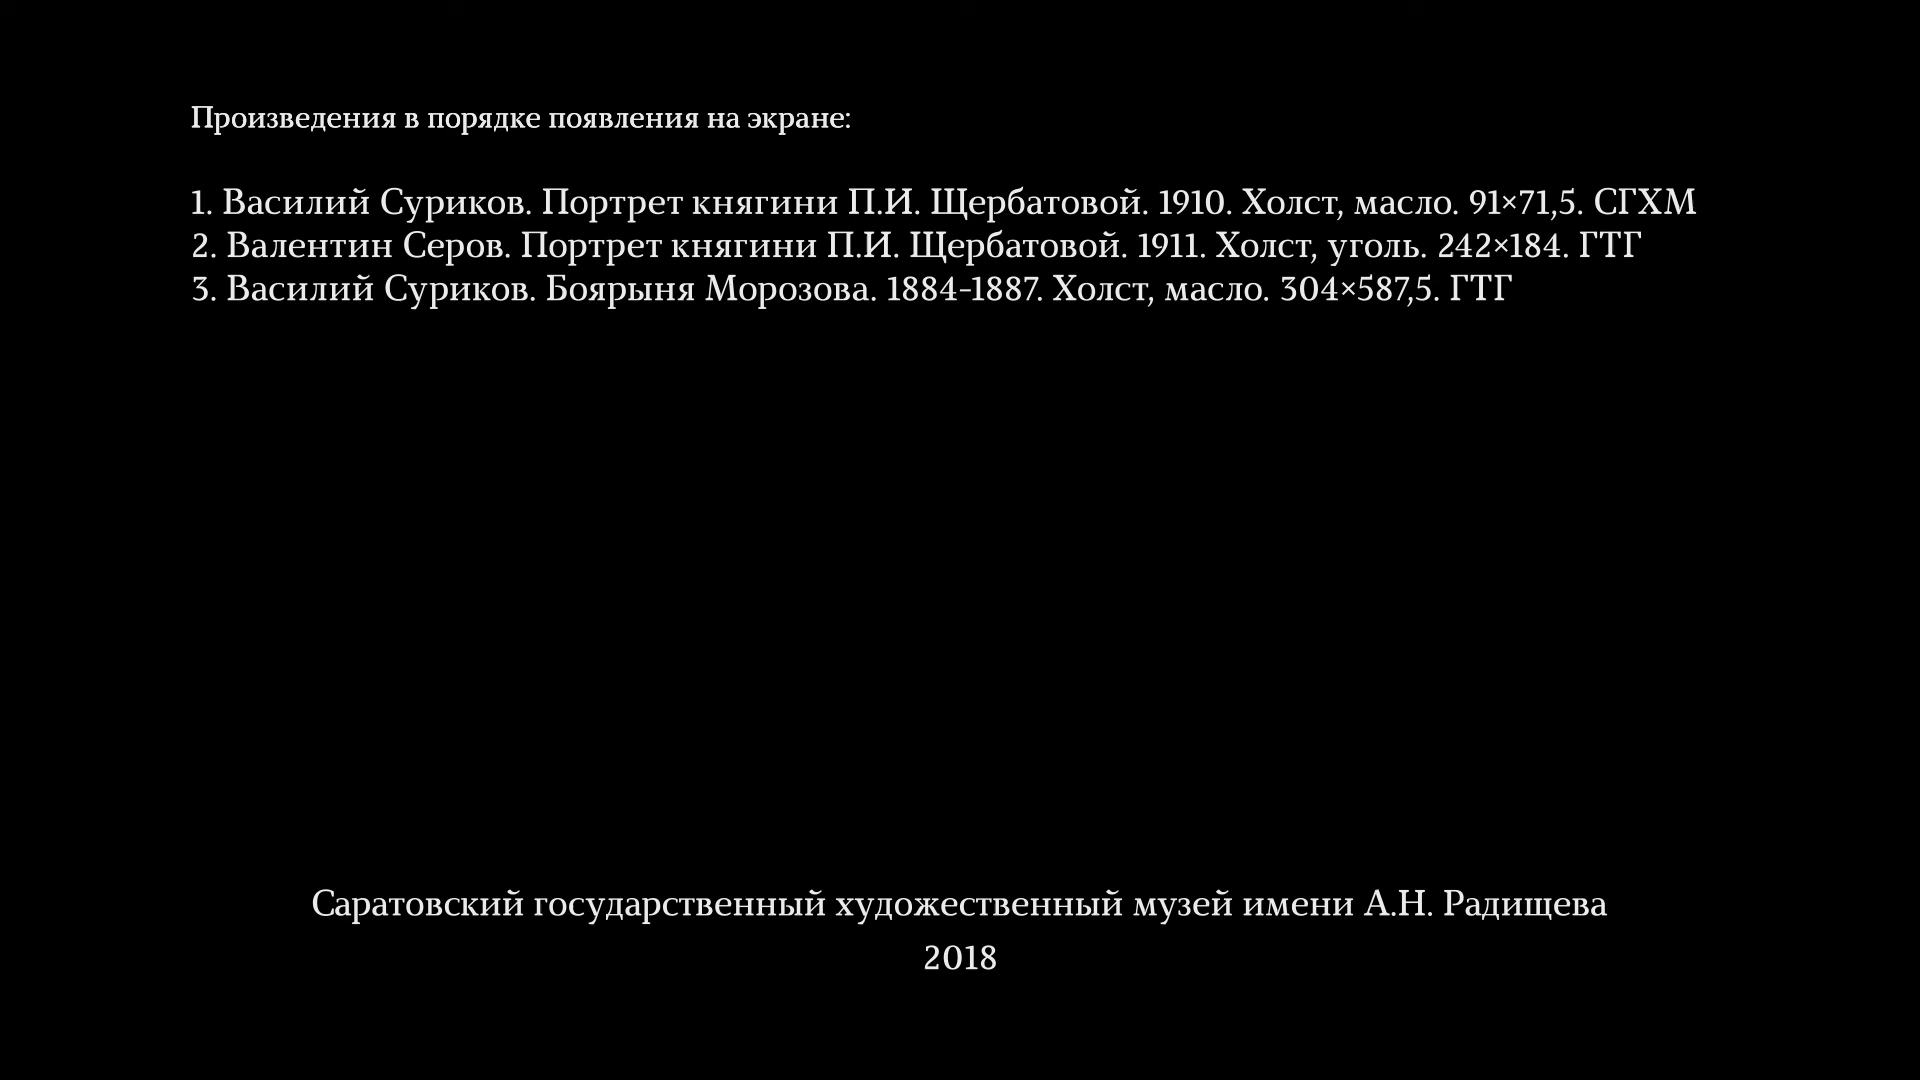 Произведения в порядке появления на экране:
1. Василий Суриков. Портрет княгини П.И. Щербатовой. 1910. Холст, масло. 91×71,5. СГХМ
2. Валентин Серов. Портрет княгини П.И. Щербатовой. 1911. Холст, уголь. 242×184. ГТГ
3. Василий Суриков. Боярыня Морозова. 1884-1887. Холст, масло. 304×587,5. ГТГ
Саратовский государственный художественный музей имени А.Н. Радищева
2018